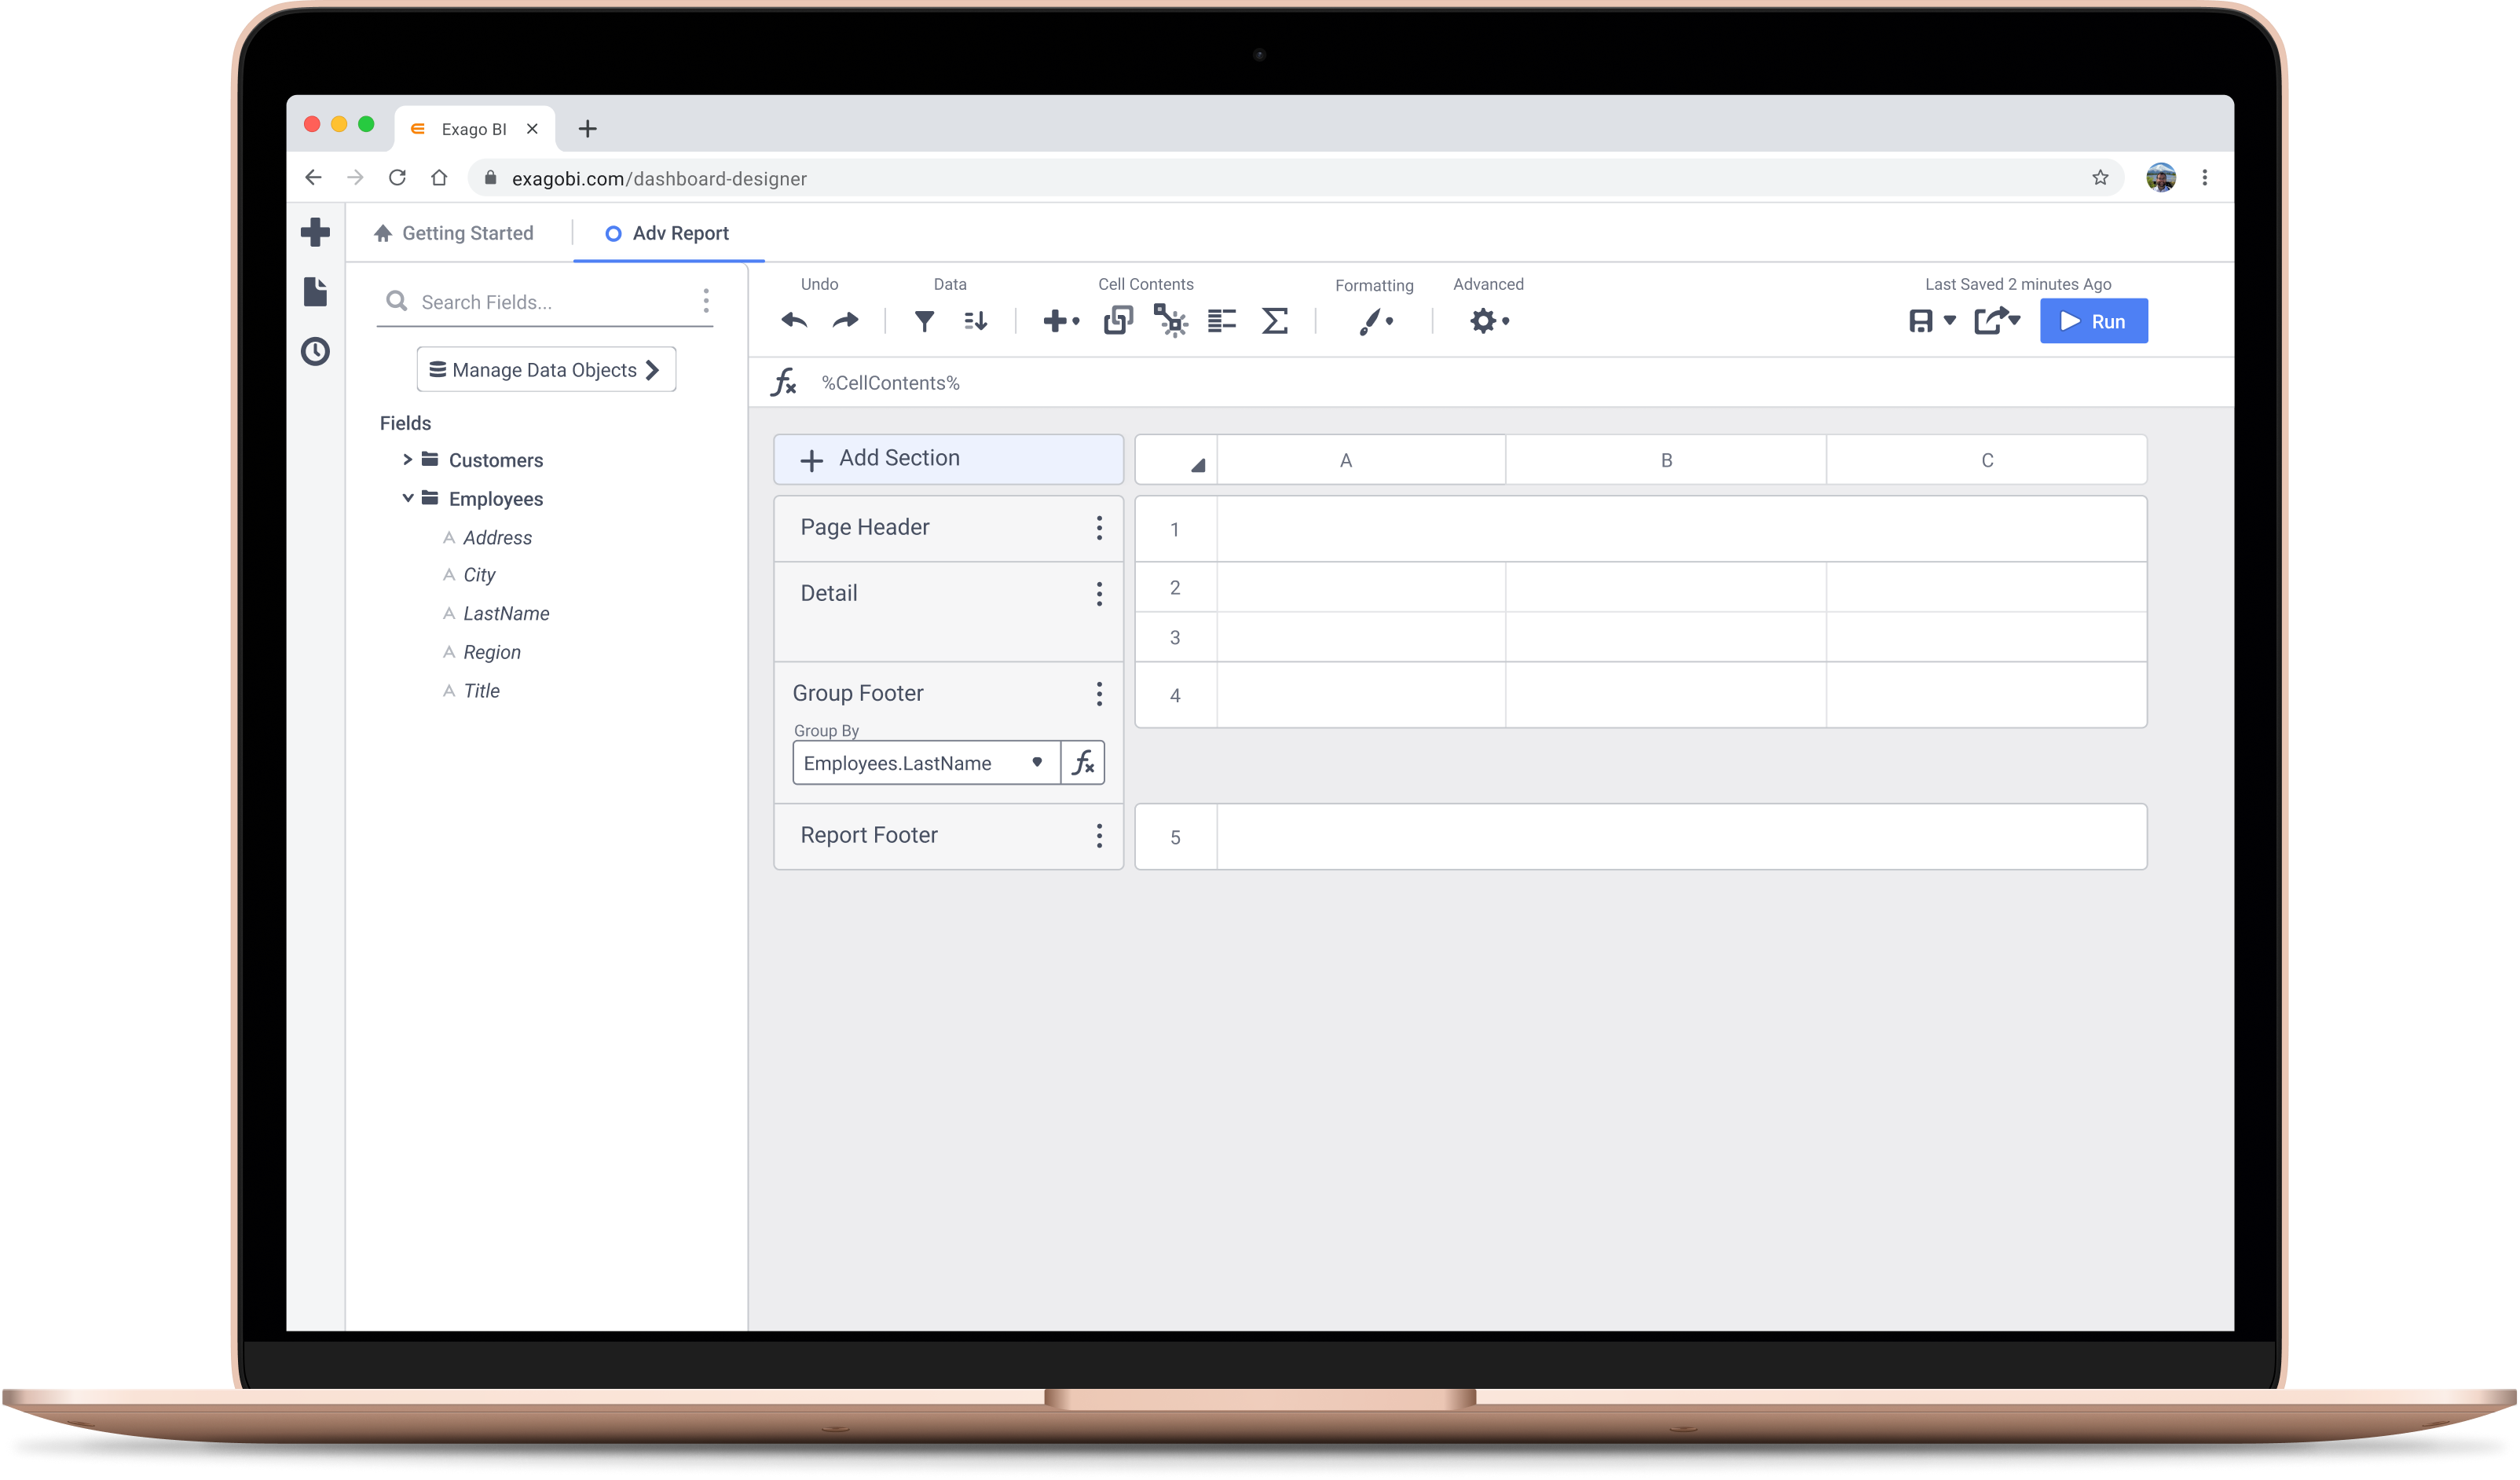 Exago BI
exagobi.com/dashboard-designer
Getting Started
Adv Report
Search Fields...
Manage Data Objects
Fields
Customers
Employees
A Address
A City
A LastName
A Region
A Title
Undo
Data
Cell Contents
Formatting
Advanced
Last Saved 2 minutes Ago
Run
fx %CellContents%
Add Section
A B C
Page Header
1
Detail
2
3
Group Footer
4
Group By
Employees.LastName fx
Report Footer
5